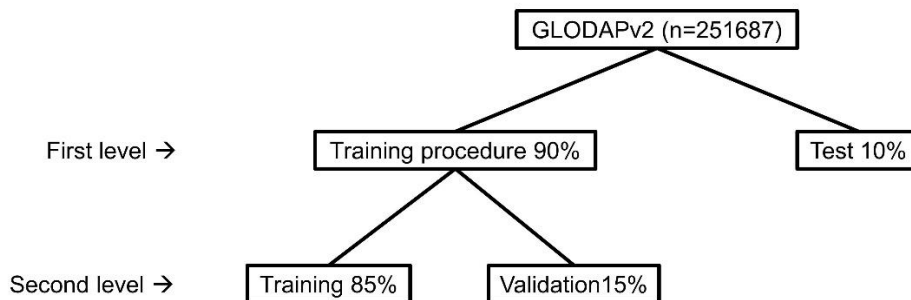 GLODAPv2 (n=251687)
First level →
Training procedure 90%
Test 10%
Second level →
Training 85%
Validation15%